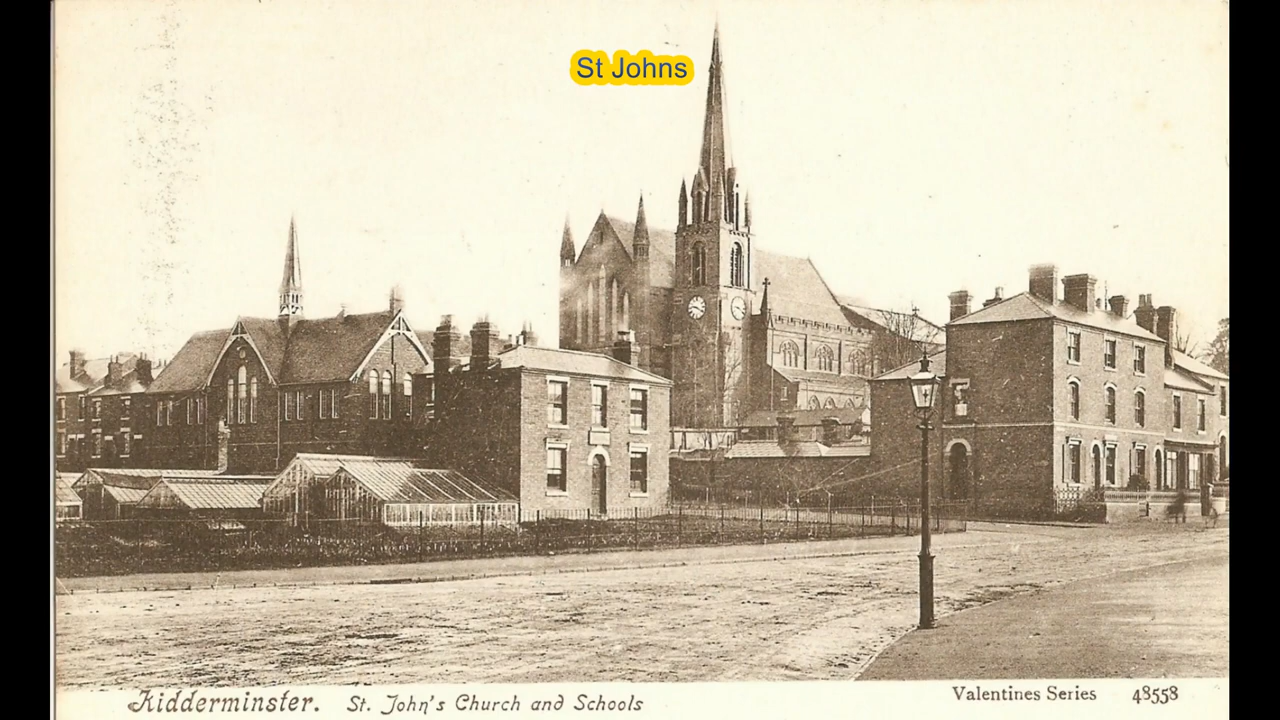 St Johns
Kidderminster. St. John's Church and Schools
Valentines Series 48558